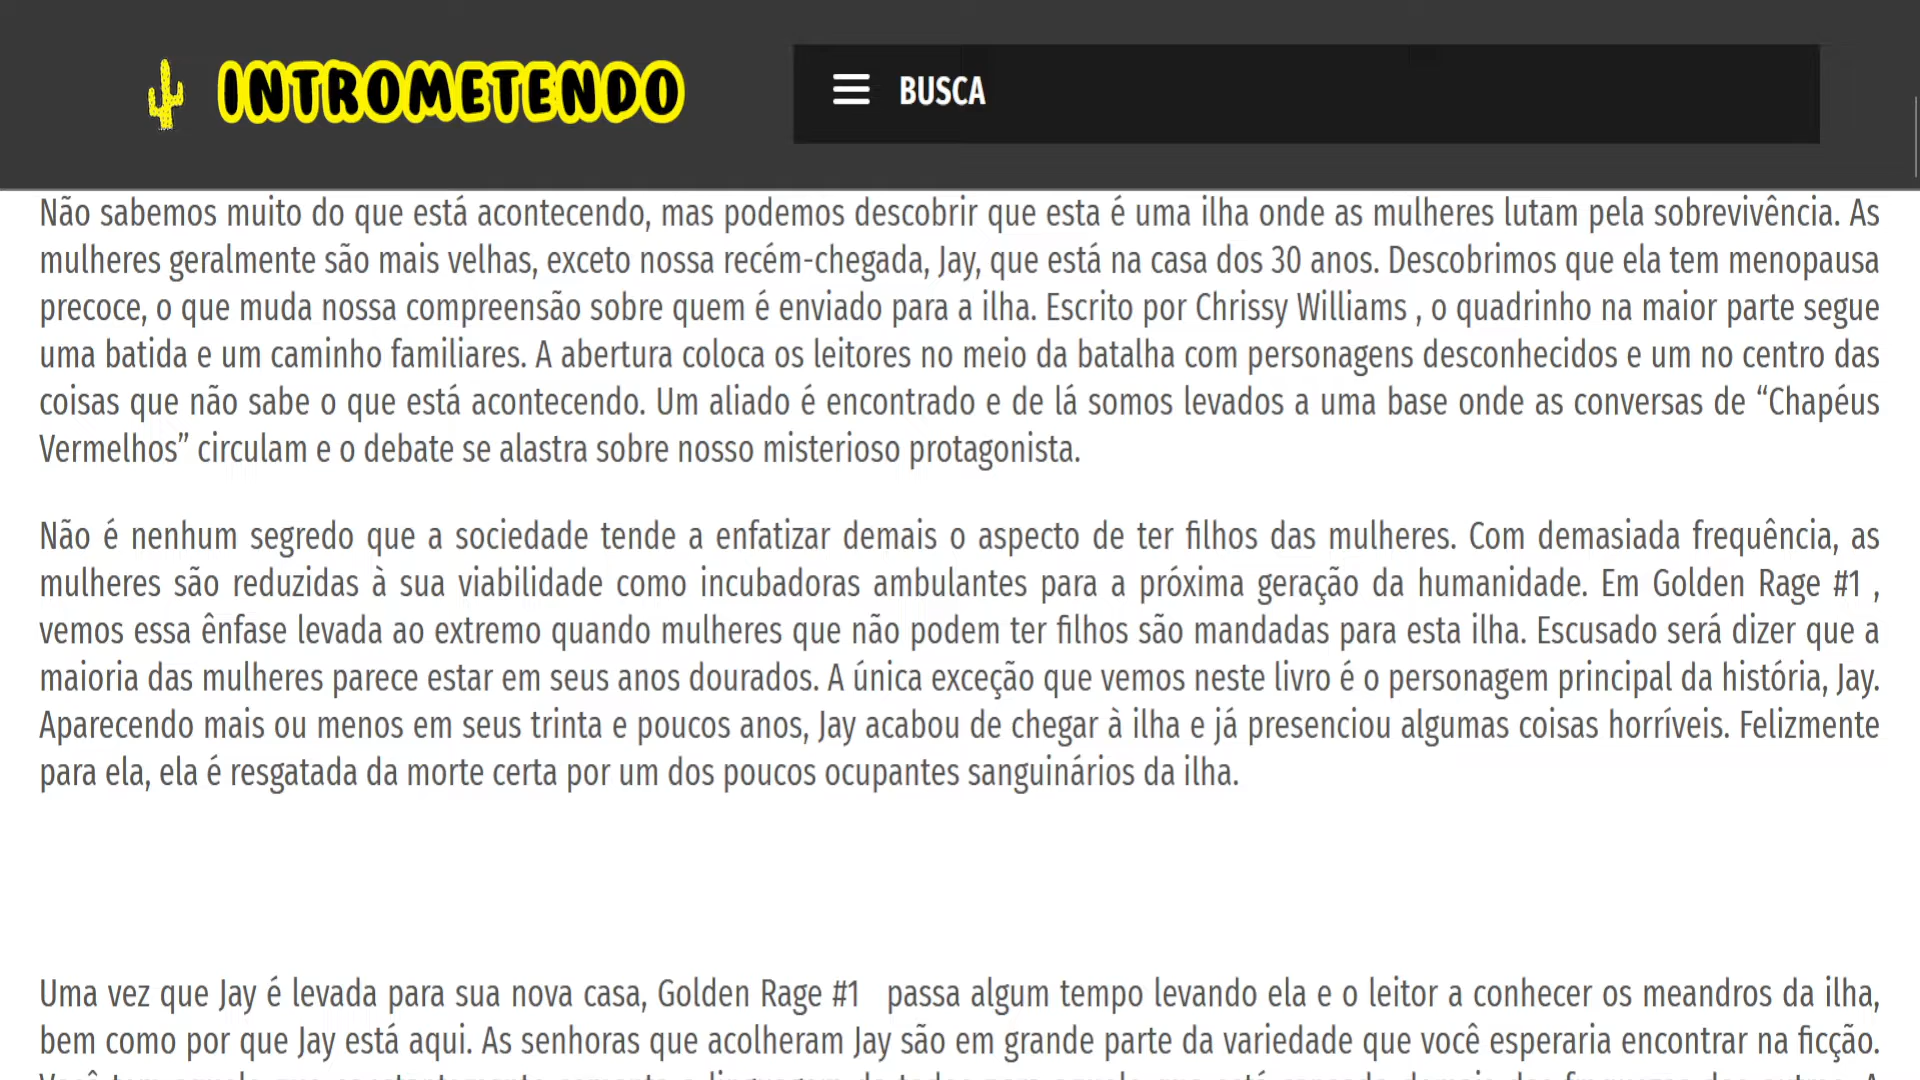 INTROMETENDO
BUSCA
Não sabemos muito do que está acontecendo, mas podemos descobrir que esta é uma ilha onde as mulheres lutam pela sobrevivência. As
mulheres geralmente são mais velhas, exceto nossa recém-chegada, Jay, que está na casa dos 30 anos. Descobrimos que ela tem menopausa
precoce, o que muda nossa compreensão sobre quem é enviado para a ilha. Escrito por Chrissy Williams , o quadrinho na maior parte segue
uma batida e um caminho familiares. A abertura coloca os leitores no meio da batalha com personagens desconhecidos e um no centro das
coisas que não sabe o que está acontecendo. Um aliado é encontrado e de lá somos levados a uma base onde as conversas de “Chapéus
Vermelhos” circulam e o debate se alastra sobre nosso misterioso protagonista.
Não é nenhum segredo que a sociedade tende a enfatizar demais o aspecto de ter filhos das mulheres. Com demasiada frequência, as
mulheres são reduzidas à sua viabilidade como incubadoras ambulantes para a próxima geração da humanidade. Em Golden Rage #1 ,
vemos essa ênfase levada ao extremo quando mulheres que não podem ter filhos são mandadas para esta ilha. Escusado será dizer que a
maioria das mulheres parece estar em seus anos dourados. A única exceção que vemos neste livro é o personagem principal da história, Jay.
Aparecendo mais ou menos em seus trinta e poucos anos, Jay acabou de chegar à ilha e já presenciou algumas coisas horríveis. Felizmente
para ela, ela é resgatada da morte certa por um dos poucos ocupantes sanguinários da ilha.
Uma vez que Jay é levada para sua nova casa, Golden Rage #1 passa algum tempo levando ela e o leitor a conhecer os meandros da ilha,
bem como por que Jay está aqui. As senhoras que acolheram Jay são em grande parte da variedade que você esperaria encontrar na ficção.